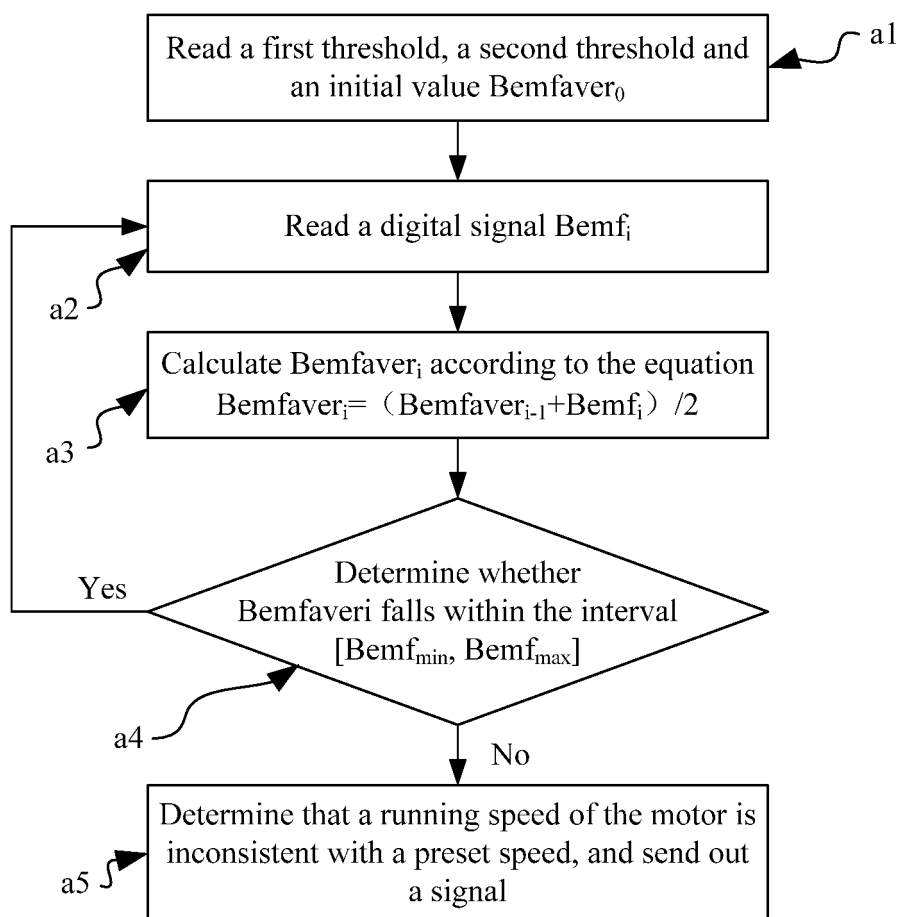 Read a first threshold, a second threshold and
an initial value Bemfaver₀
a1
Read a digital signal Bemfᵢ
a2
Calculate Bemfaverᵢ according to the equation
Bemfaverᵢ=（Bemfaverᵢ₋₁+Bemfᵢ）/2
a3
Determine whether
Bemfaveri falls within the interval
[Bemfmin, Bemfmax]
Yes
a4
No
Determine that a running speed of the motor is
inconsistent with a preset speed, and send out
a signal
a5